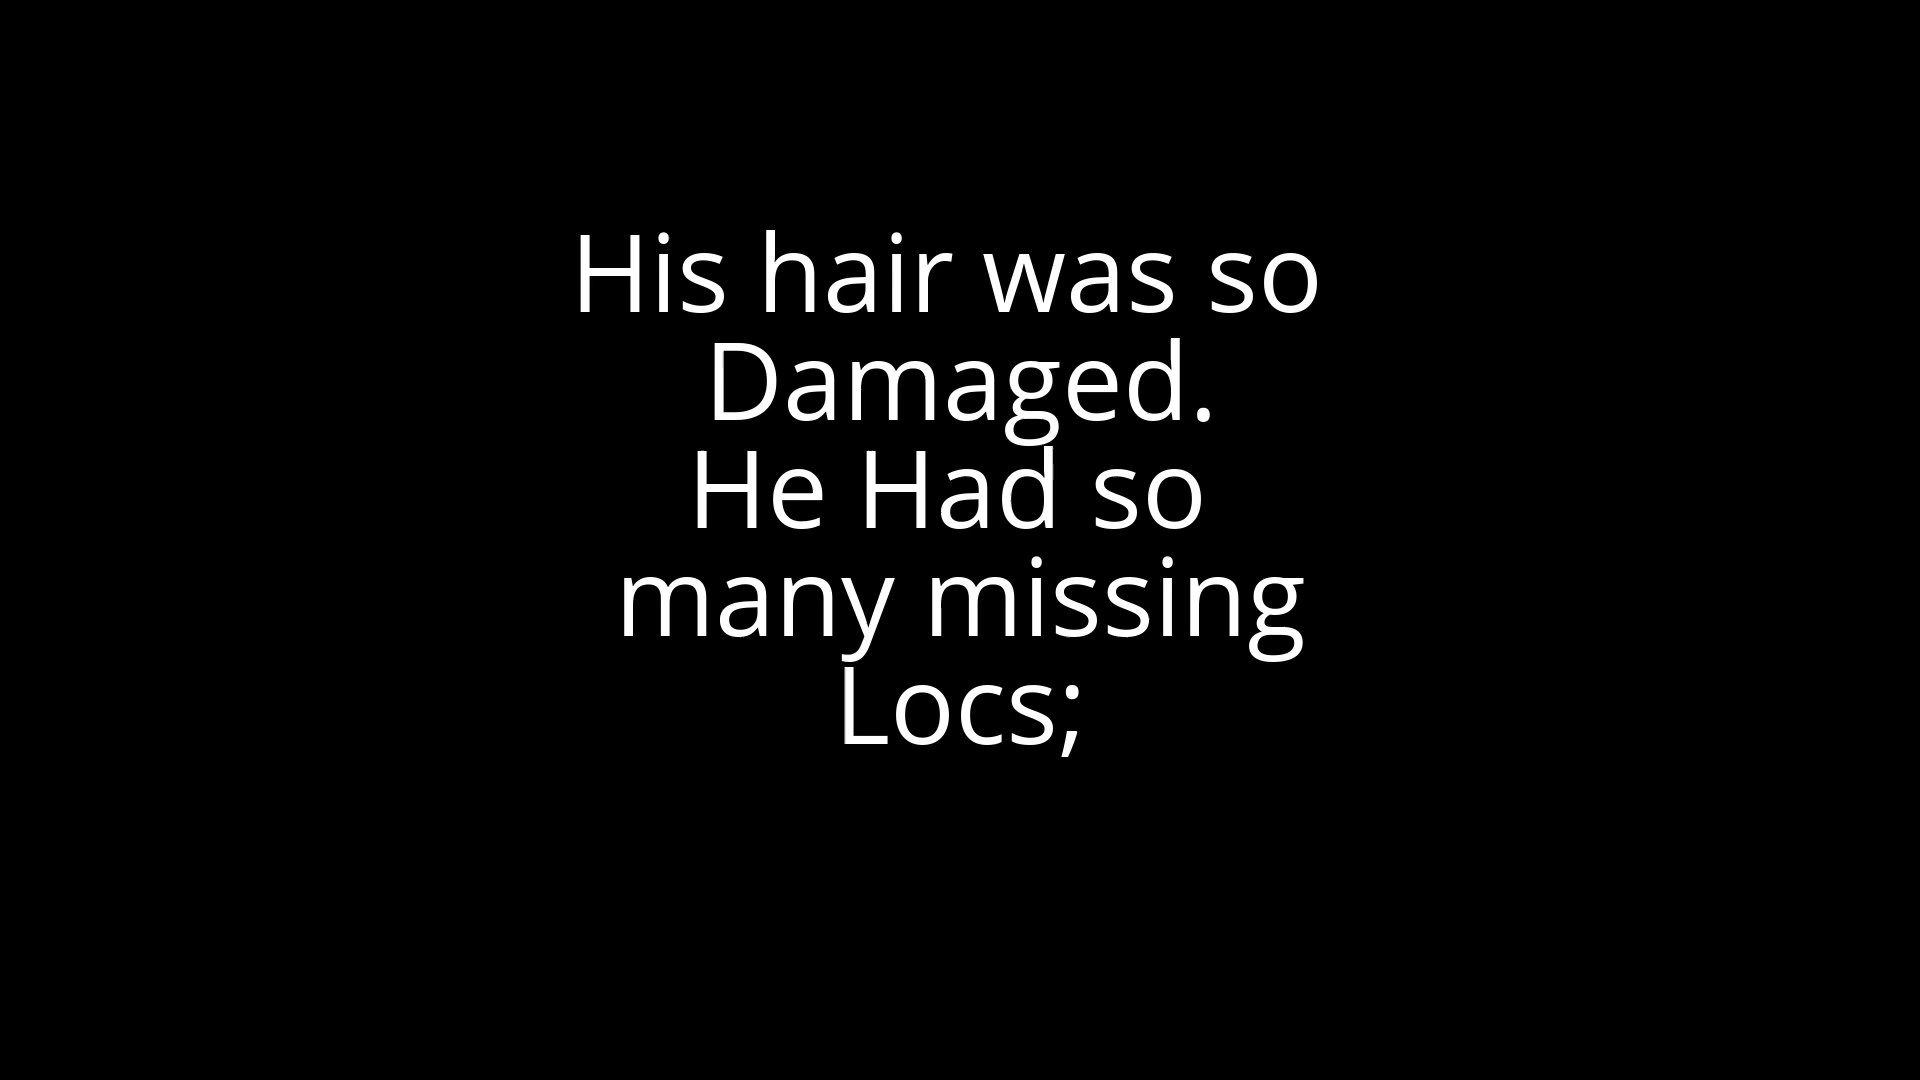 His hair was so
Damaged.
He Had so
many missing
Locs;